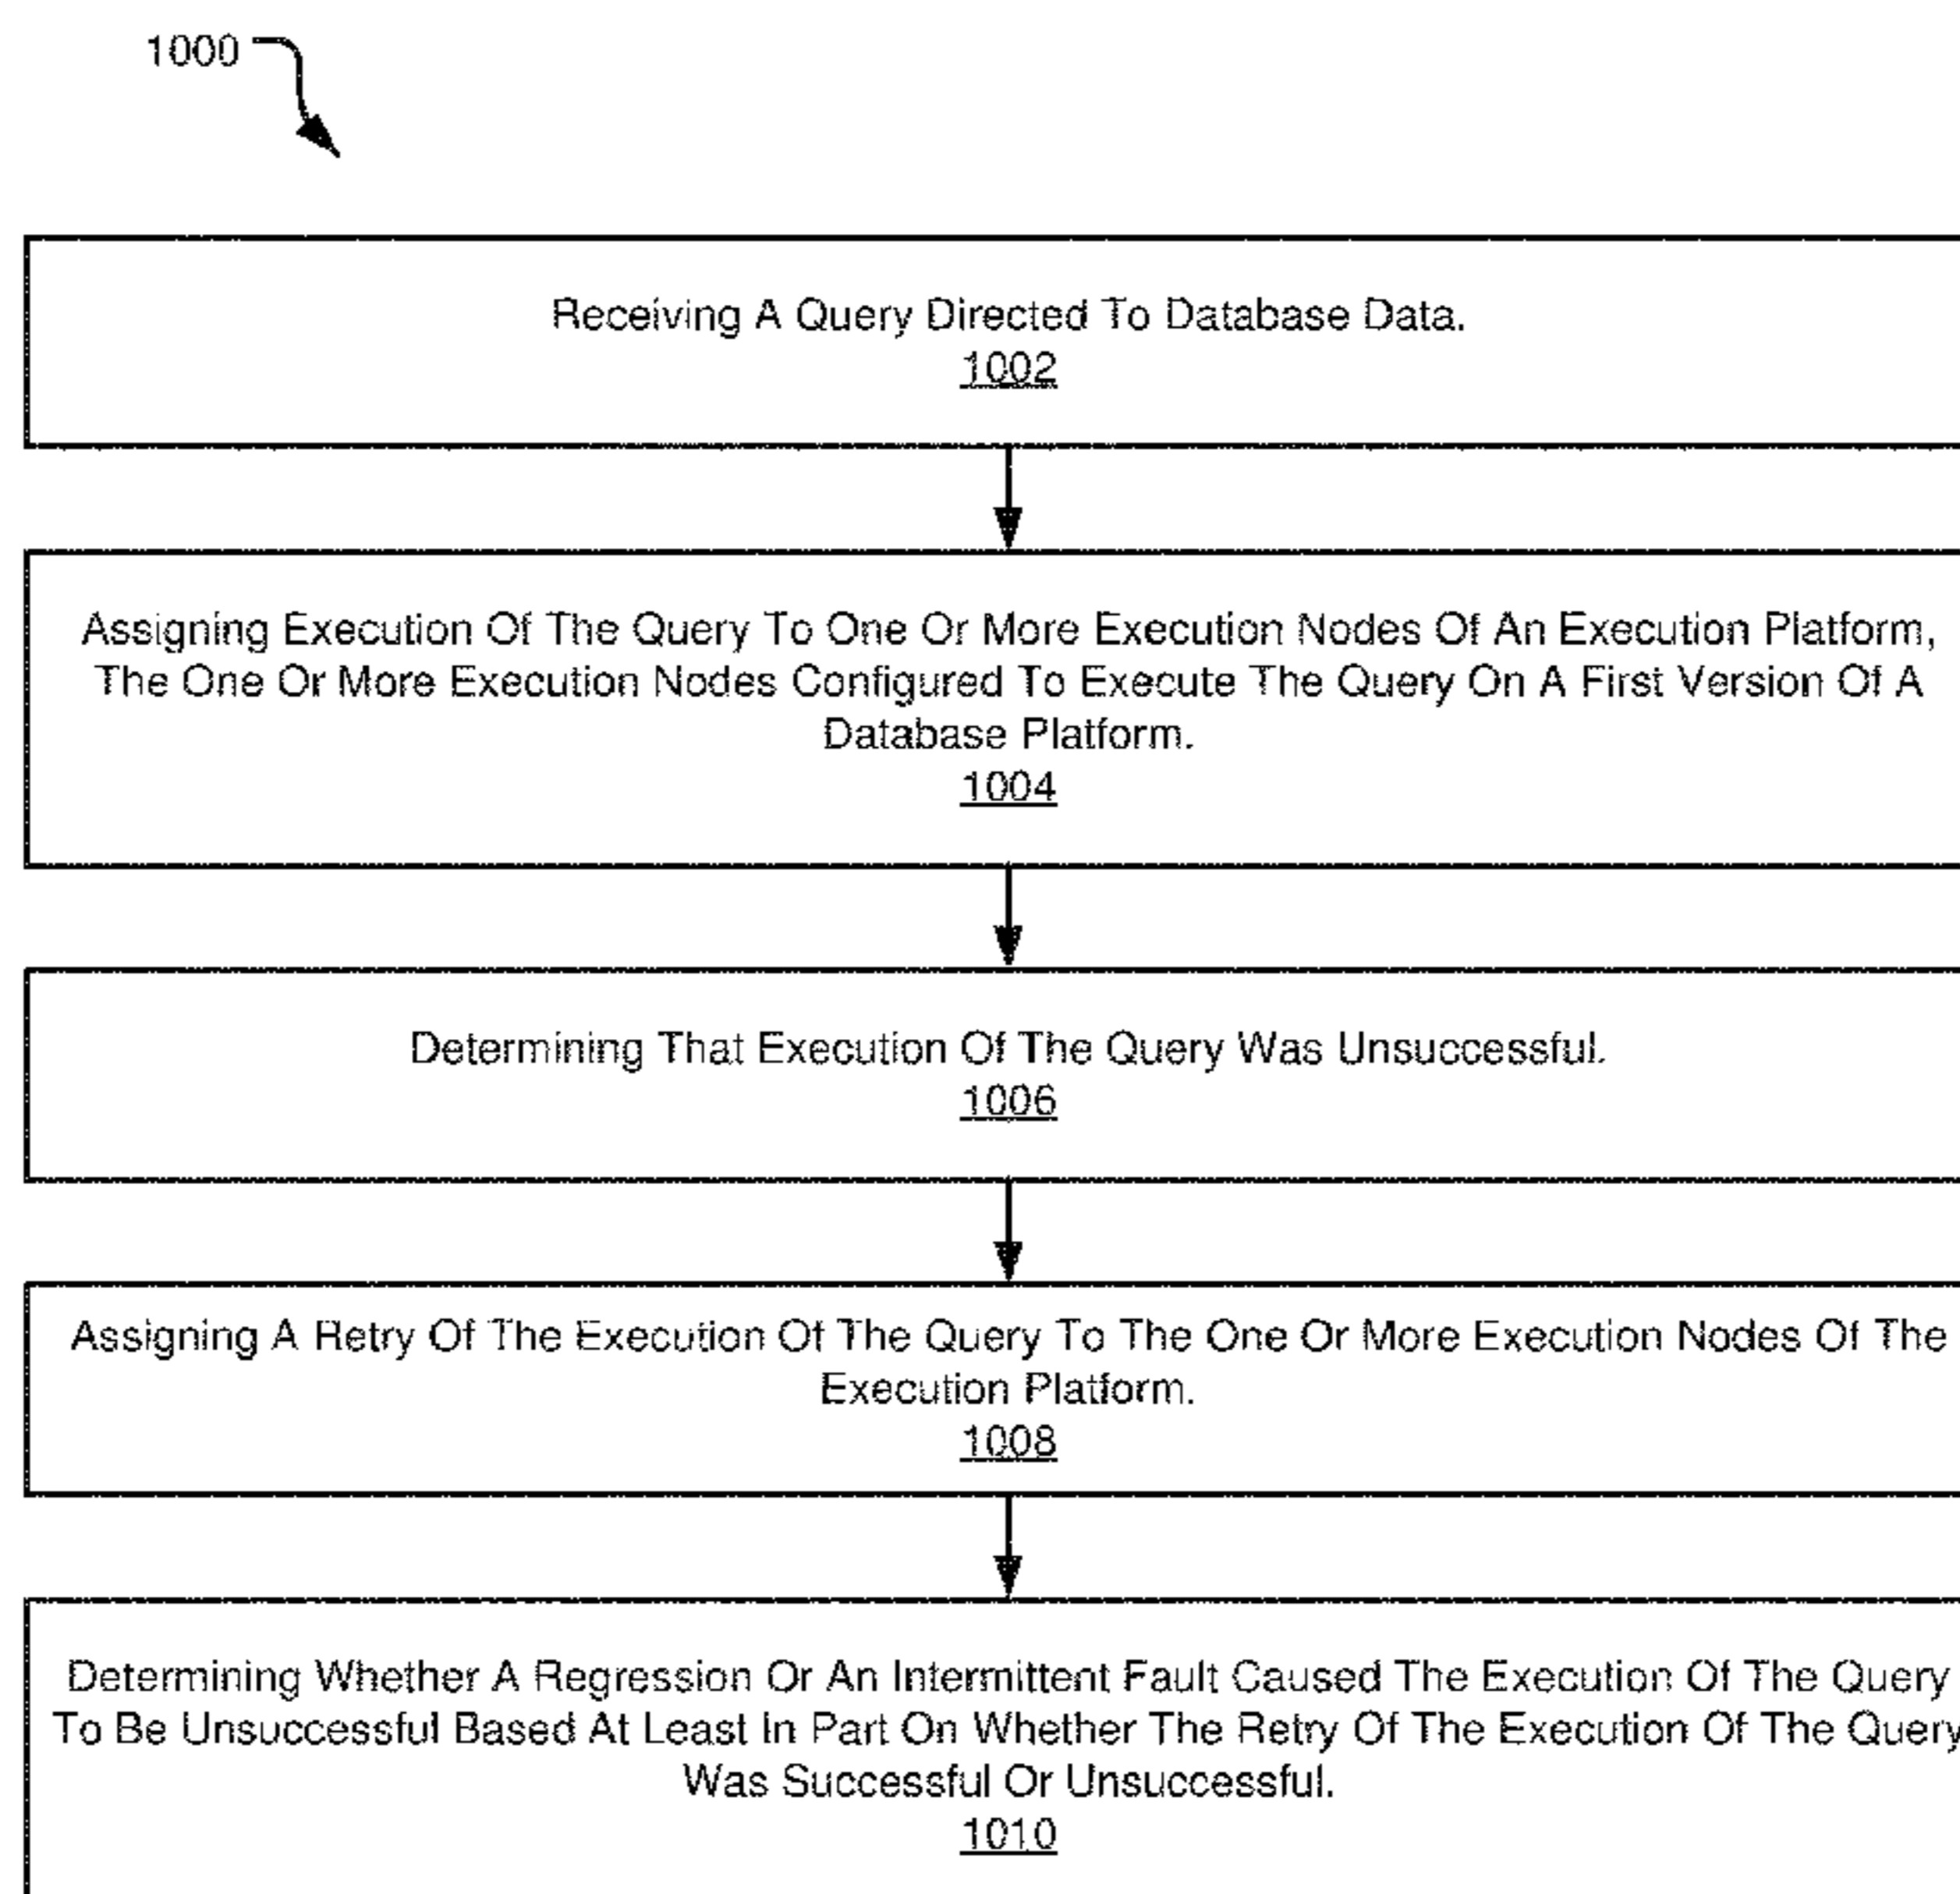 1000
Receiving A Query Directed To Database Data.
1002
Assigning Execution Of The Query To One Or More Execution Nodes Of An Execution Platform,
The One Or More Execution Nodes Configured To Execute The Query On A First Version Of A
Database Platform.
1004
Determining That Execution Of The Query Was Unsuccessful.
1006
Assigning A Retry Of The Execution Of The Query To The One Or More Execution Nodes Of The
Execution Platform.
1008
Determining Whether A Regression Or An Intermittent Fault Caused The Execution Of The Query
To Be Unsuccessful Based At Least In Part On Whether The Retry Of The Execution Of The Query
Was Successful Or Unsuccessful.
1010